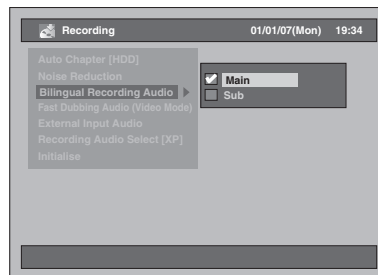 Recording 01/01/07(Mon) 19:34
Auto Chapter [HDD]
Noise Reduction
Bilingual Recording Audio
Fast Dubbing Audio (Video Mode)
External Input Audio
Recording Audio Select [XP]
Initialise
Main
Sub